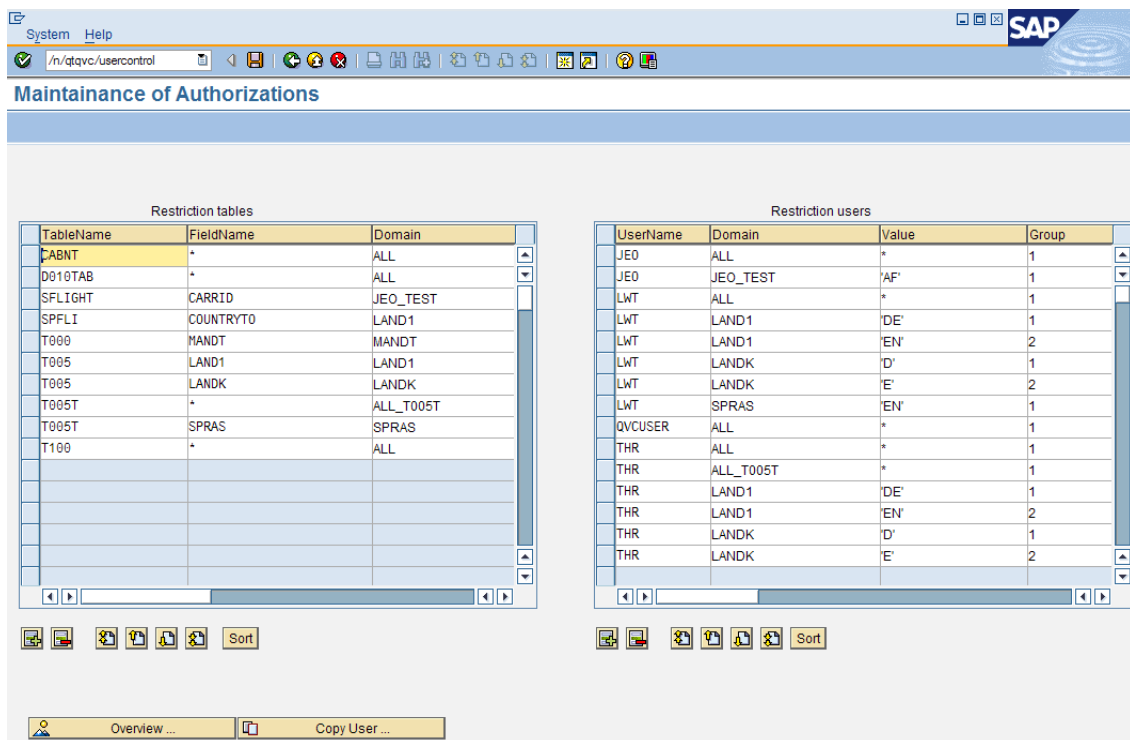 System Help
SAP
/n/qtqvc/usercontrol
Maintainance of Authorizations
Restriction tables
TableName FieldName Domain
CABNT * ALL
D010TAB * ALL
SFLIGHT CARRID JEO_TEST
SPFLI COUNTRYTO LAND1
T000 MANDT MANDT
T005 LAND1 LAND1
T005 LANDK LANDK
T005T * ALL_T005T
T005T SPRAS SPRAS
T100 * ALL
Sort
Restriction users
UserName Domain Value Group
JEO ALL * 1
JEO JEO_TEST 'AF' 1
LWT ALL * 1
LWT LAND1 'DE' 1
LWT LAND1 'EN' 2
LWT LANDK 'D' 1
LWT LANDK 'E' 2
LWT SPRAS 'EN' 1
QVCUSER ALL * 1
THR ALL * 1
THR ALL_T005T * 1
THR LAND1 'DE' 1
THR LAND1 'EN' 2
THR LANDK 'D' 1
THR LANDK 'E' 2
Sort
Overview ... Copy User ...